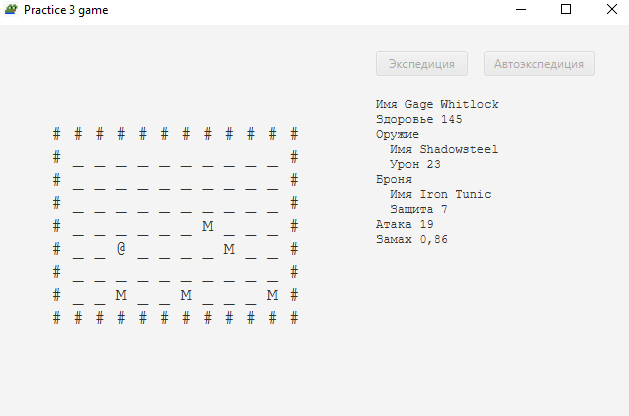 Practice 3 game
Экспедиция
Автоэкспедиция
Имя Gage Whitlock
Здоровье 145
Оружие
Имя Shadowsteel
Урон 23
Броня
Имя Iron Tunic
Защита 7
Атака 19
Замах 0,86
# # # # # # # # # # # #
# _ _ _ _ _ _ _ _ _ _ #
# _ _ _ _ _ _ _ _ _ _ #
# _ _ _ _ _ _ _ _ _ _ #
# _ _ _ _ _ _ M _ _ _ #
# _ _ @ _ _ _ _ M _ _ #
# _ _ _ _ _ _ _ _ _ _ #
# _ _ M _ _ M _ _ _ M #
# # # # # # # # # # # #